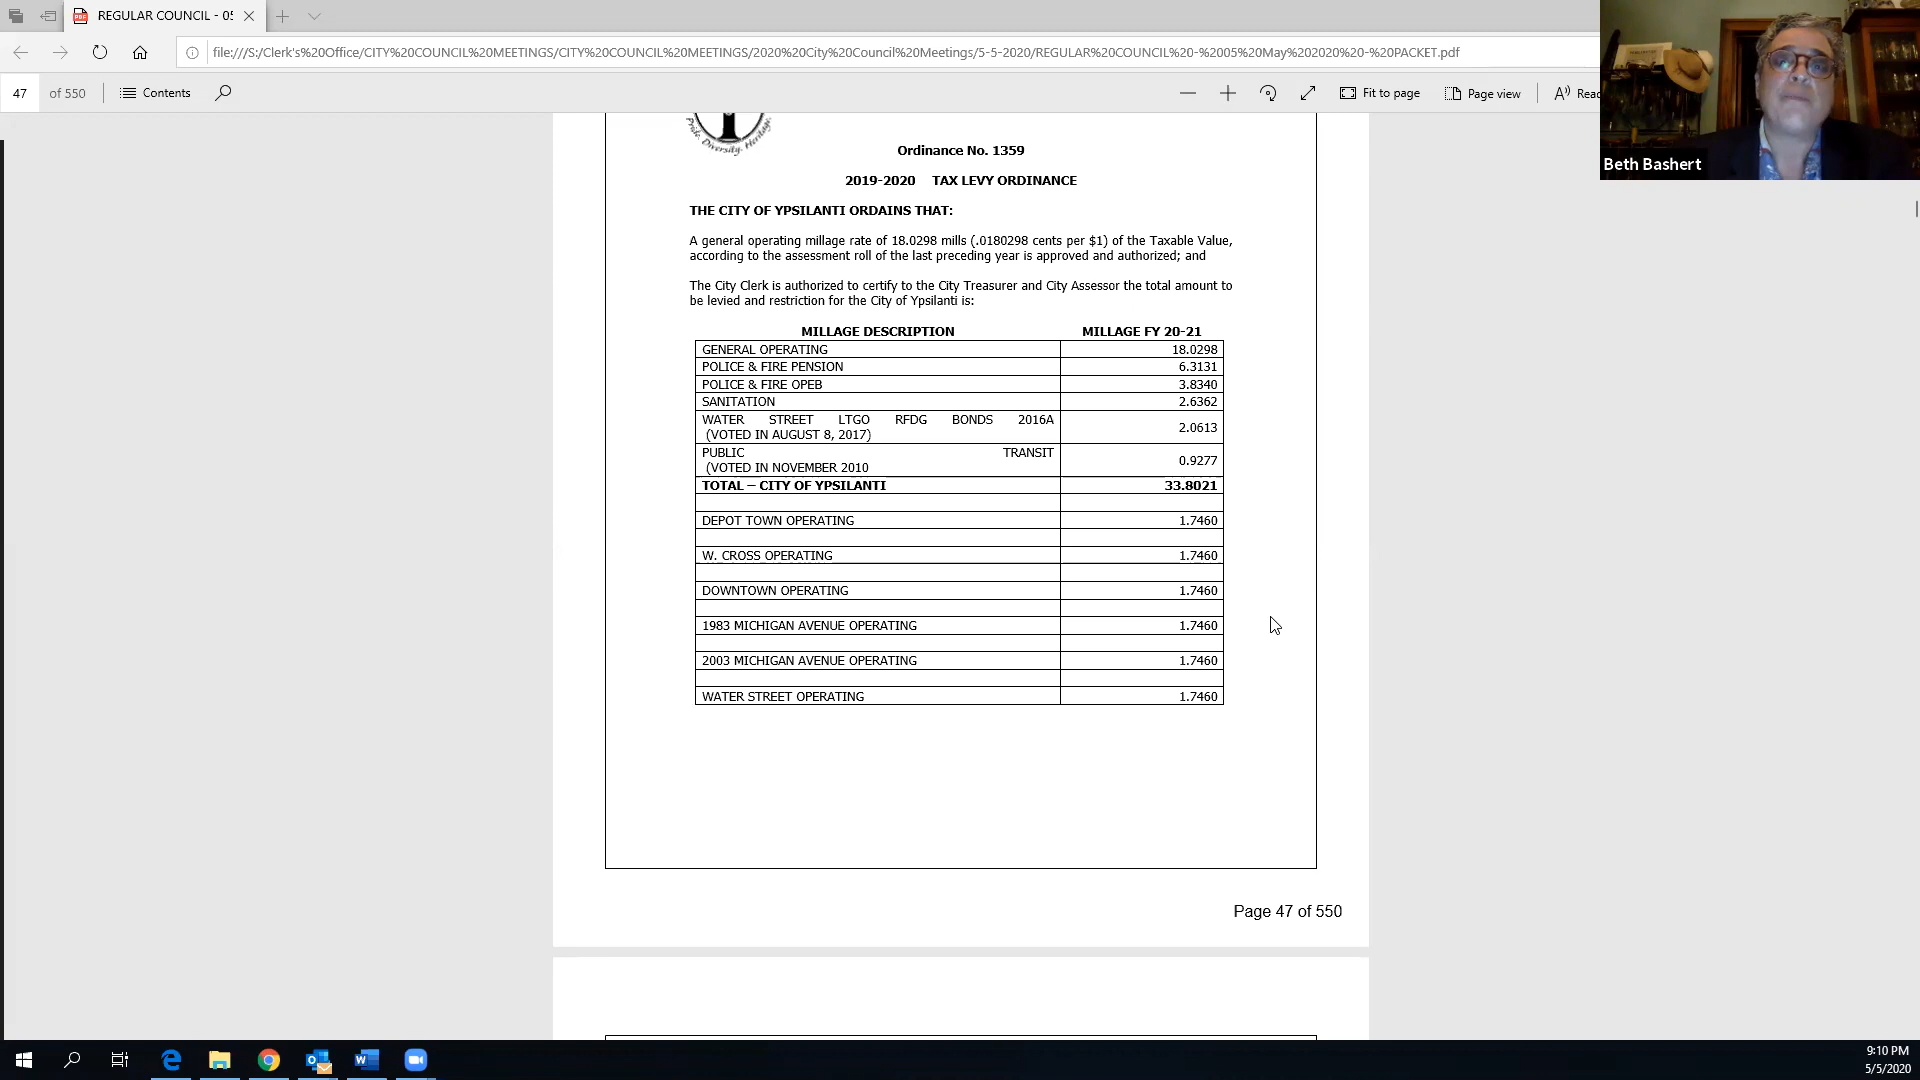 REGULAR COUNCIL - 05
file:///S:/Clerk's%20Office/CITY%20COUNCIL%20MEETINGS/CITY%20COUNCIL%20MEETINGS/2020%20City%20Council%20Meetings/5-5-2020/REGULAR%20COUNCIL%20-%2005%20May%202020%20-%20PACKET.pdf
47 of 550 Contents Fit to page Page view Read
Beth Bashert
Pride. Diversity. Heritage.
Ordinance No. 1359
2019-2020 TAX LEVY ORDINANCE
THE CITY OF YPSILANTI ORDAINS THAT:
A general operating millage rate of 18.0298 mills (.0180298 cents per $1) of the Taxable Value,
according to the assessment roll of the last preceding year is approved and authorized; and
The City Clerk is authorized to certify to the City Treasurer and City Assessor the total amount to
be levied and restriction for the City of Ypsilanti is:
MILLAGE DESCRIPTION MILLAGE FY 20-21
GENERAL OPERATING 18.0298
POLICE & FIRE PENSION 6.3131
POLICE & FIRE OPEB 3.8340
SANITATION 2.6362
WATER STREET LTGO RFDG BONDS 2016A
(VOTED IN AUGUST 8, 2017) 2.0613
PUBLIC TRANSIT
(VOTED IN NOVEMBER 2010 0.9277
TOTAL – CITY OF YPSILANTI 33.8021
DEPOT TOWN OPERATING 1.7460
W. CROSS OPERATING 1.7460
DOWNTOWN OPERATING 1.7460
1983 MICHIGAN AVENUE OPERATING 1.7460
2003 MICHIGAN AVENUE OPERATING 1.7460
WATER STREET OPERATING 1.7460
Page 47 of 550
9:10 PM
5/5/2020